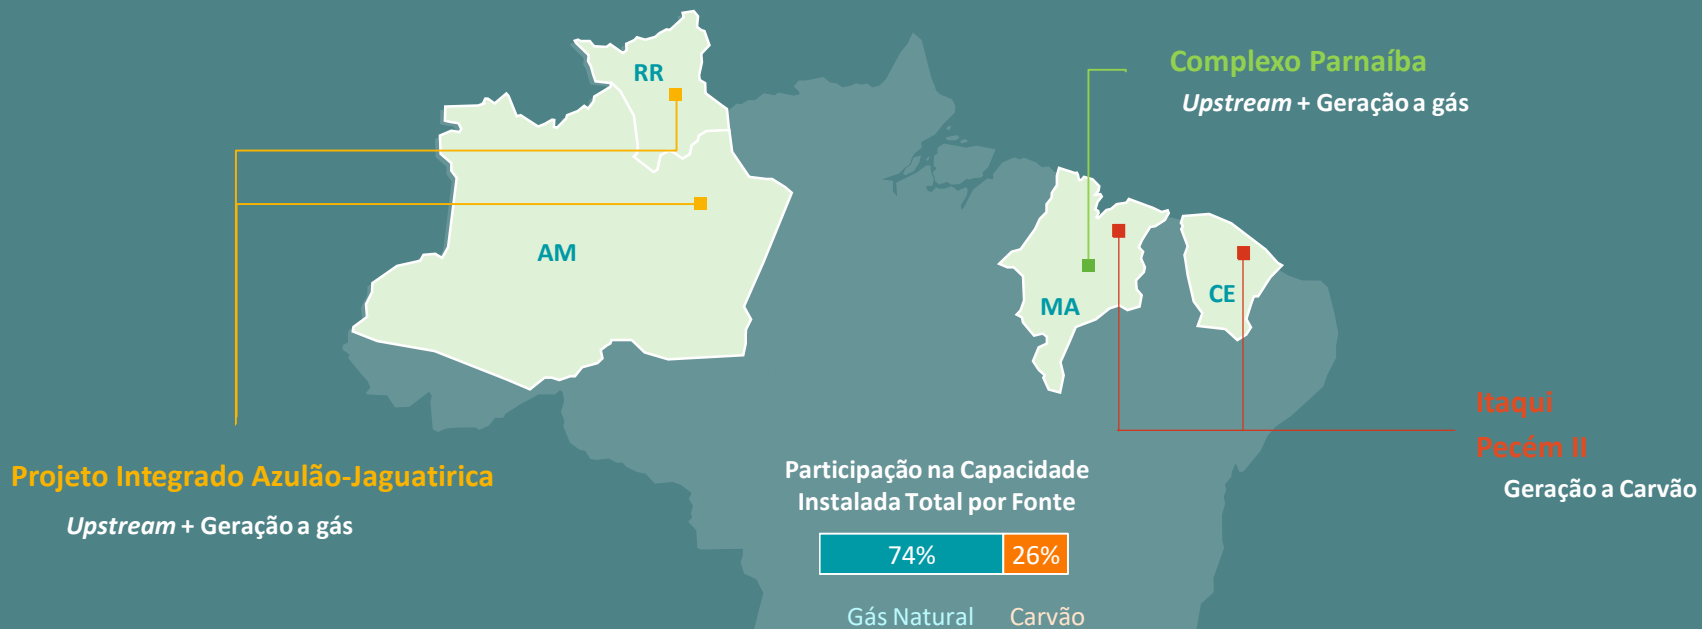 RR
AM
MA
CE
Complexo Parnaíba
Upstream + Geração a gás
Itaqui
Pecém II
Geração a Carvão
Projeto Integrado Azulão-Jaguatirica
Upstream + Geração a gás
Participação na Capacidade
Instalada Total por Fonte
74% 26%
Gás Natural Carvão